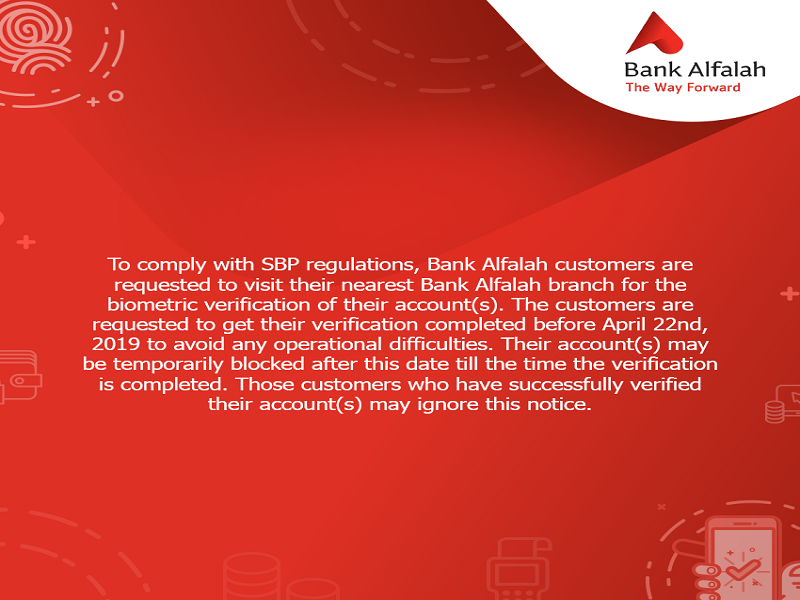 Bank Alfalah
The Way Forward
To comply with SBP regulations, Bank Alfalah customers are
requested to visit their nearest Bank Alfalah branch for the
biometric verification of their account(s). The customers are
requested to get their verification completed before April 22nd,
2019 to avoid any operational difficulties. Their account(s) may
be temporarily blocked after this date till the time the verification
is completed. Those customers who have successfully verified
their account(s) may ignore this notice.